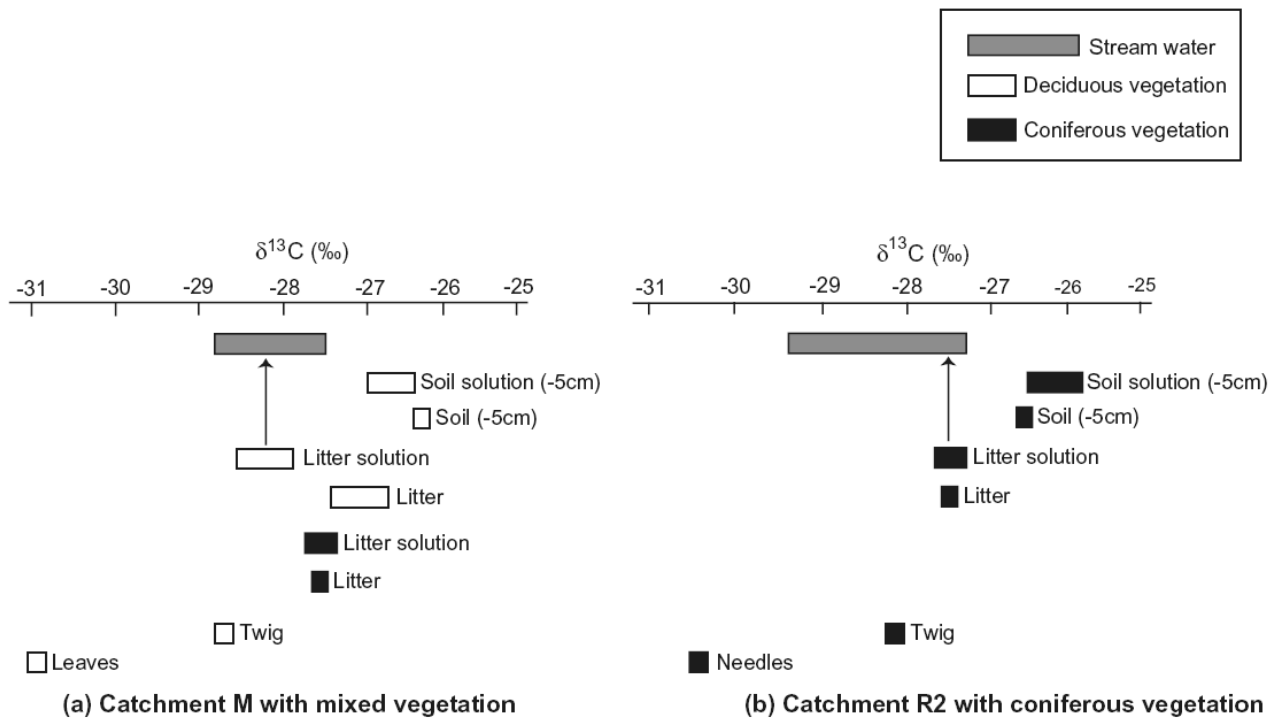 Stream water
Deciduous vegetation
Coniferous vegetation
δ¹³C (‰)
-31 -30 -29 -28 -27 -26 -25
Soil solution (-5cm)
Soil (-5cm)
Litter solution
Litter
Litter solution
Litter
Twig
Leaves
(a) Catchment M with mixed vegetation
δ¹³C (‰)
-31 -30 -29 -28 -27 -26 -25
Soil solution (-5cm)
Soil (-5cm)
Litter solution
Litter
Twig
Needles
(b) Catchment R2 with coniferous vegetation